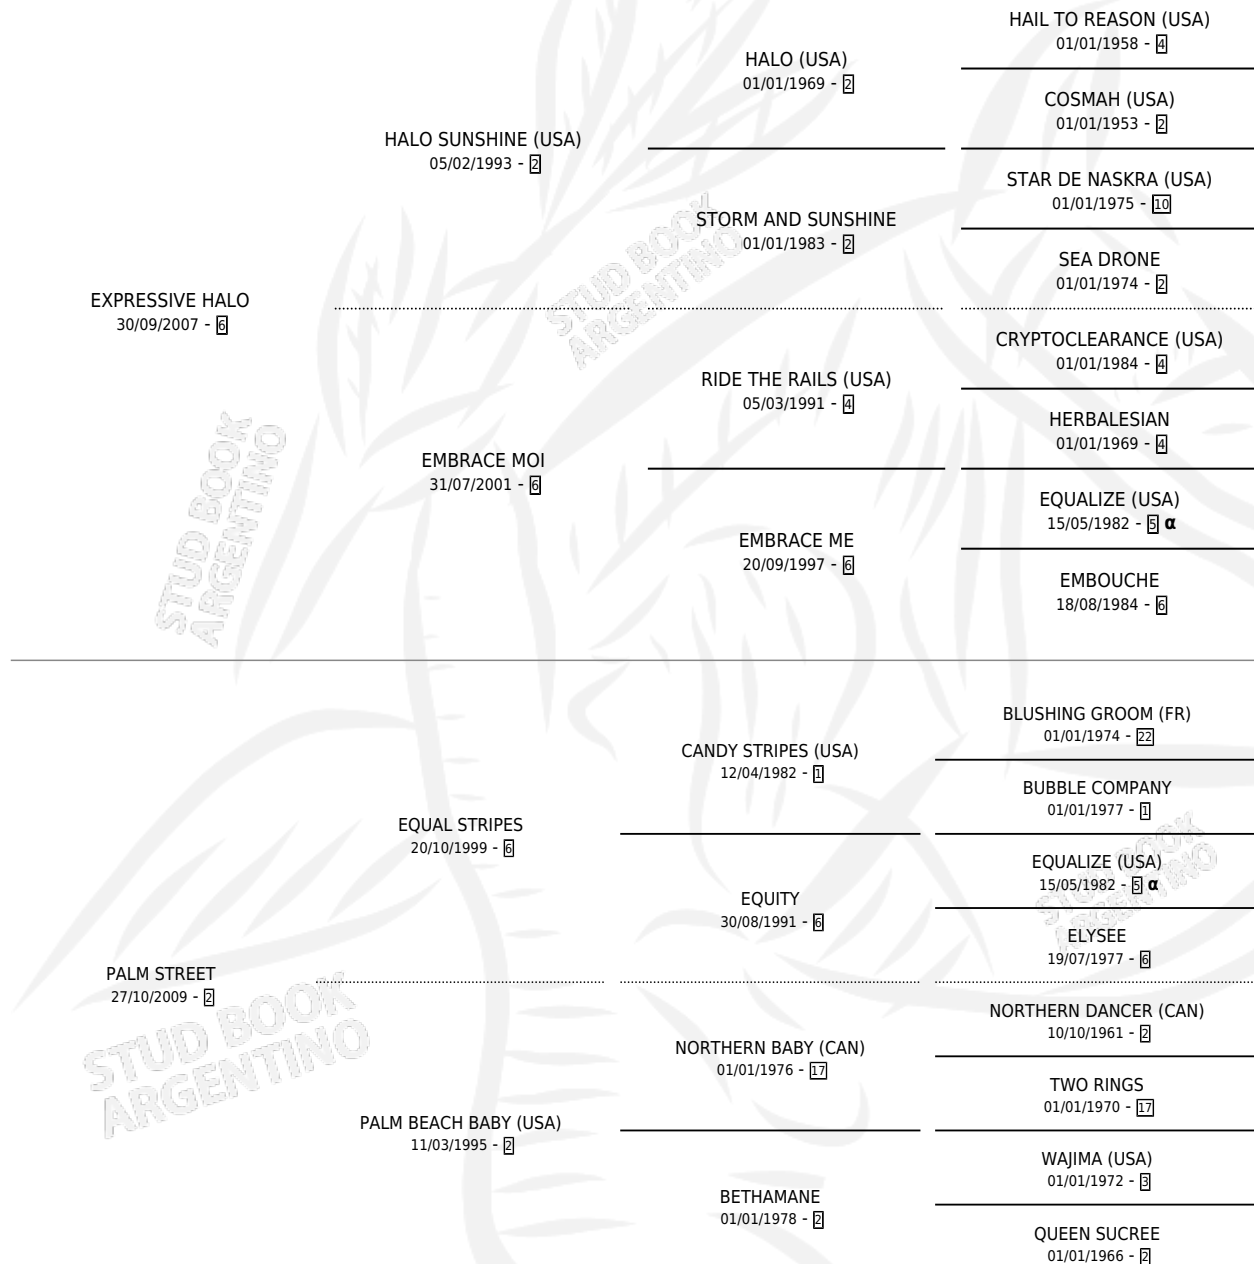 HAIL TO REASON (USA)
01/01/1958 - 4
HALO (USA)
01/01/1969 - 2
COSMAH (USA)
01/01/1953 - 2
HALO SUNSHINE (USA)
05/02/1993 - 2
STAR DE NASKRA (USA)
01/01/1975 - 10
STORM AND SUNSHINE
01/01/1983 - 2
SEA DRONE
01/01/1974 - 2
STUD BOOK
ARGENTINO
EXPRESSIVE HALO
30/09/2007 - 6
CRYPTOCLEARANCE (USA)
01/01/1984 - 4
RIDE THE RAILS (USA)
05/03/1991 - 4
HERBALESIAN
01/01/1969 - 4
EMBRACE MOI
31/07/2001 - 6
EQUALIZE (USA)
15/05/1982 - 5 α
EMBRACE ME
20/09/1997 - 6
EMBOUCHE
18/08/1984 - 6
STUD BOOK
ARGENTINO
BLUSHING GROOM (FR)
01/01/1974 - 22
CANDY STRIPES (USA)
12/04/1982 - 1
BUBBLE COMPANY
01/01/1977 - 1
EQUAL STRIPES
20/10/1999 - 6
EQUALIZE (USA)
15/05/1982 - 5 α
STUD BOOK
ARGENTINO
EQUITY
30/08/1991 - 6
ELYSEE
19/07/1977 - 6
PALM STREET
27/10/2009 - 2
NORTHERN DANCER (CAN)
10/10/1961 - 2
STUD BOOK
ARGENTINO
NORTHERN BABY (CAN)
01/01/1976 - 17
TWO RINGS
01/01/1970 - 17
PALM BEACH BABY (USA)
11/03/1995 - 2
WAJIMA (USA)
01/01/1972 - 3
BETHAMANE
01/01/1978 - 2
QUEEN SUCREE
01/01/1966 - 2